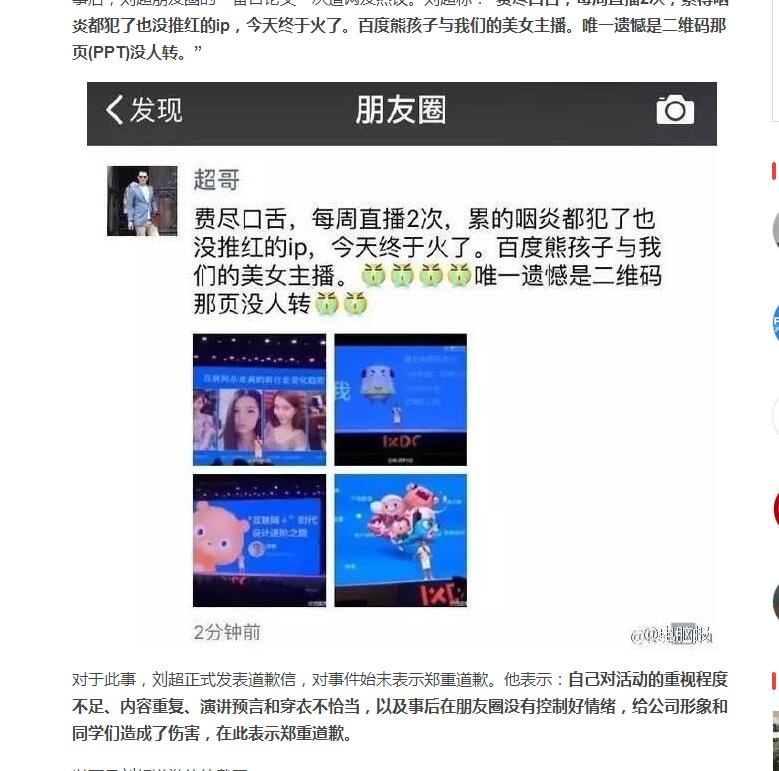 炎都犯了也没推红的ip，今天终于火了。百度熊孩子与我们的美女主播。唯一遗憾是二维码那
页(PPT)没人转。”
发现 朋友圈
超哥
费尽口舌，每周直播2次，累的咽炎都犯了也
没推红的ip，今天终于火了。百度熊孩子与我
们的美女主播。唯一遗憾是二维码
那页没人转
互联网从业者的前行业变化趋势
我
IXDC
“互联网+”时代
设计进阶之路
IXDC
2分钟前
对于此事，刘超正式发表道歉信，对事件始末表示郑重道歉。他表示：自己对活动的重视程度
不足、内容重复、演讲预言和穿衣不恰当，以及事后在朋友圈没有控制好情绪，给公司形象和
同学们造成了伤害，在此表示郑重道歉。